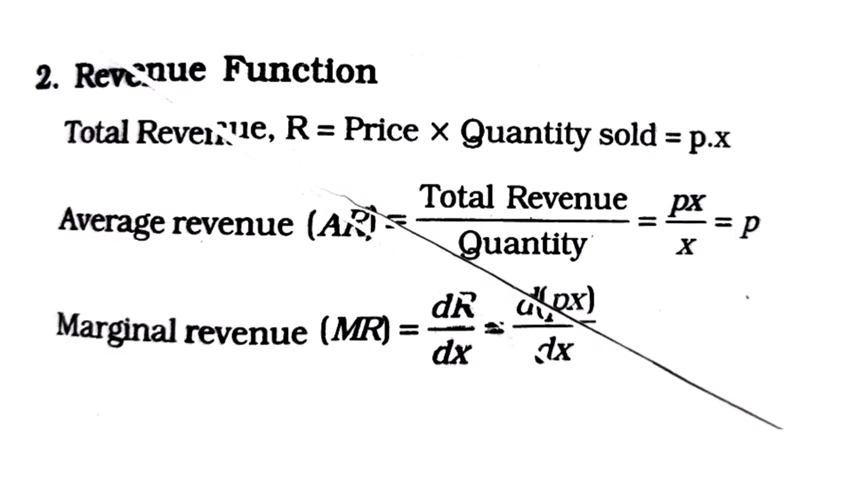 2. Revenue Function
Total Revenue, R = Price × Quantity sold = p.x
Average revenue (AR) = Total Revenue / Quantity = px / x = p
Marginal revenue (MR) = dR / dx = d(px) / dx